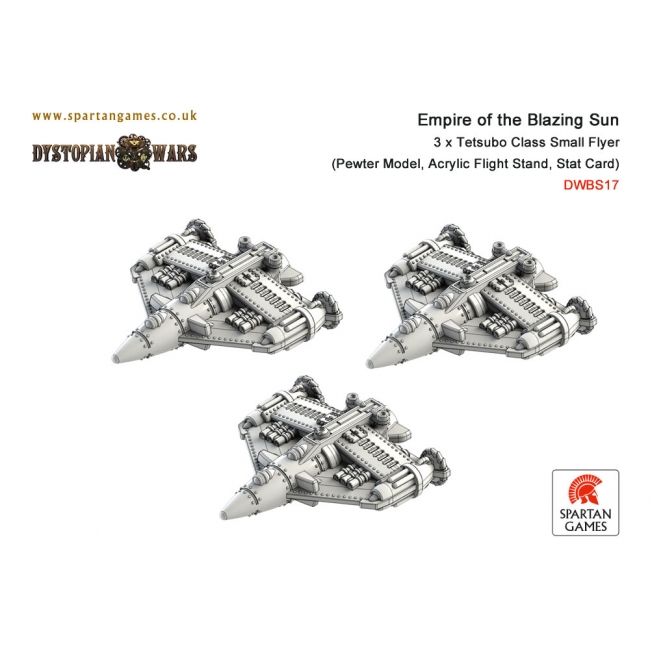 www.spartangames.co.uk
DYSTOPIAN WARS
Empire of the Blazing Sun
3 x Tetsubo Class Small Flyer
(Pewter Model, Acrylic Flight Stand, Stat Card)
DWBS17
SPARTAN
GAMES